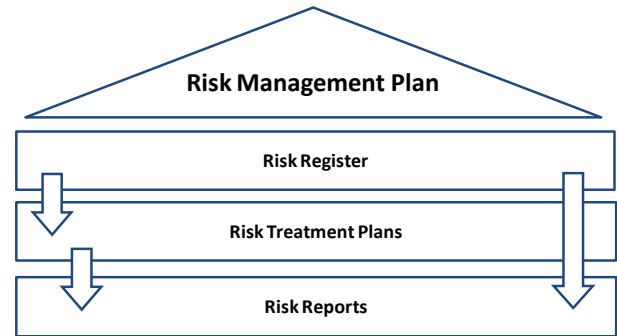 Risk Management Plan
Risk Register
Risk Treatment Plans
Risk Reports